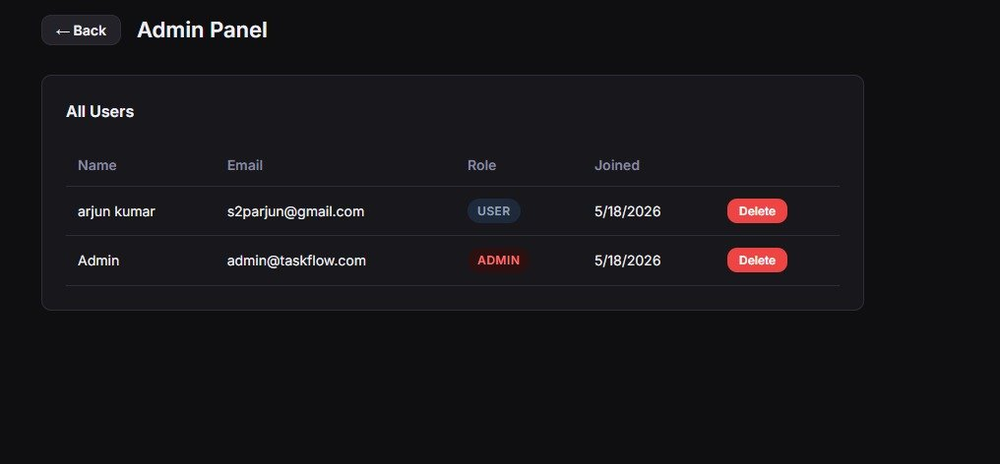 ← Back Admin Panel
All Users
Name Email Role Joined
arjun kumar s2parjun@gmail.com USER 5/18/2026 Delete
Admin admin@taskflow.com ADMIN 5/18/2026 Delete